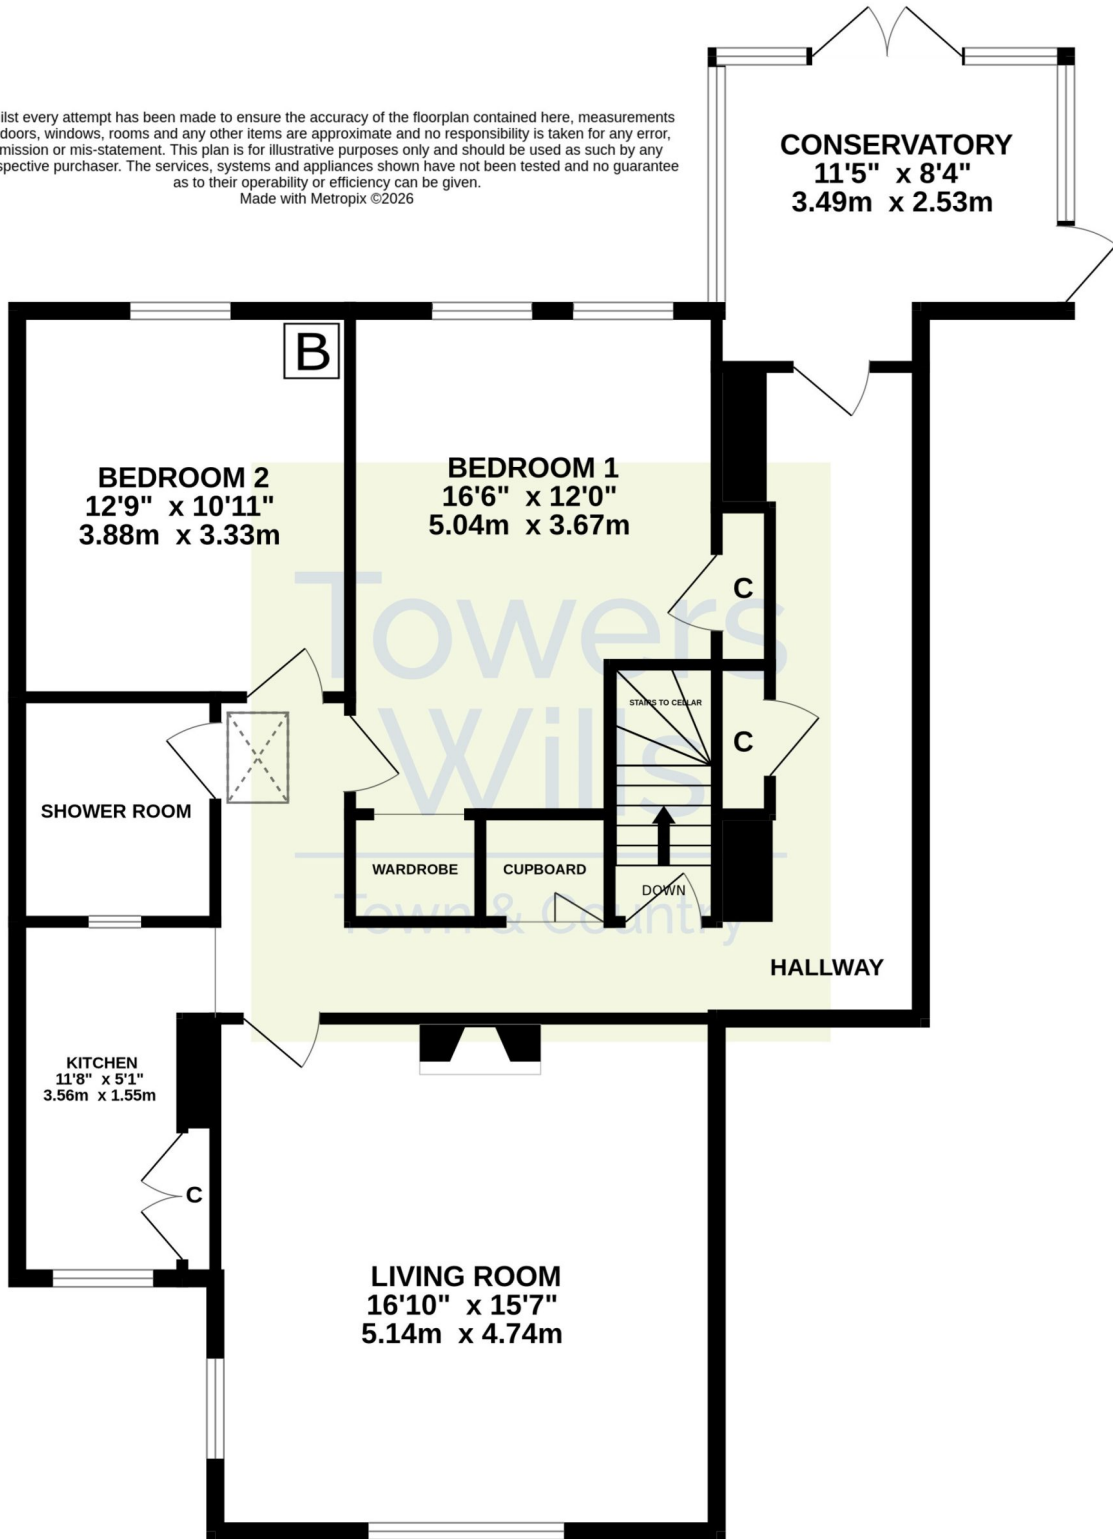 ilst every attempt has been made to ensure the accuracy of the floorplan contained here, measurements
doors, windows, rooms and any other items are approximate and no responsibility is taken for any error,
mission or mis-statement. This plan is for illustrative purposes only and should be used as such by any
spective purchaser. The services, systems and appliances shown have not been tested and no guarantee
as to their operability or efficiency can be given.
Made with Metropix ©2026
CONSERVATORY
11'5" x 8'4"
3.49m x 2.53m
B
BEDROOM 2
12'9" x 10'11"
3.88m x 3.33m
BEDROOM 1
16'6" x 12'0"
5.04m x 3.67m
C
Towers
Wills
Town & Country
STAIRS TO CELLAR
C
SHOWER ROOM
WARDROBE
CUPBOARD
DOWN
HALLWAY
KITCHEN
11'8" x 5'1"
3.56m x 1.55m
C
LIVING ROOM
16'10" x 15'7"
5.14m x 4.74m